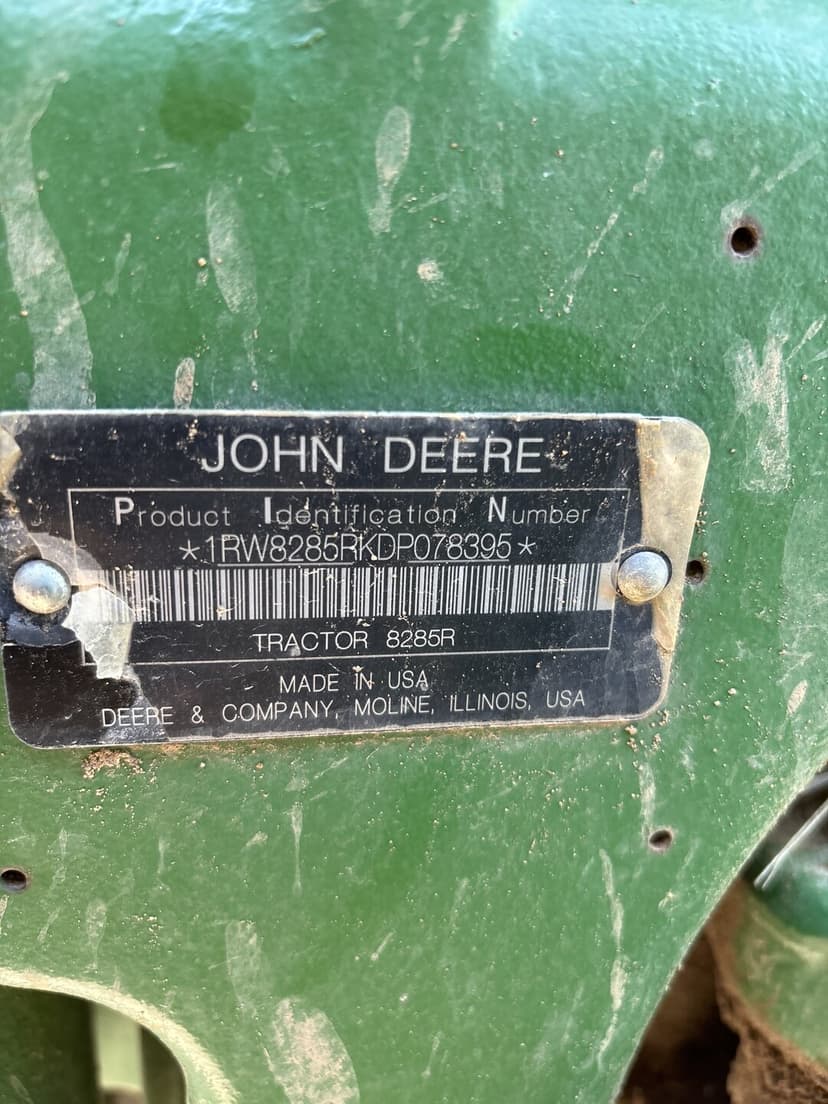 JOHN DEERE
Product Identification Number
*1RW8285RKDP078395*
TRACTOR 8285R
MADE IN USA
DEERE & COMPANY, MOLINE, ILLINOIS, USA